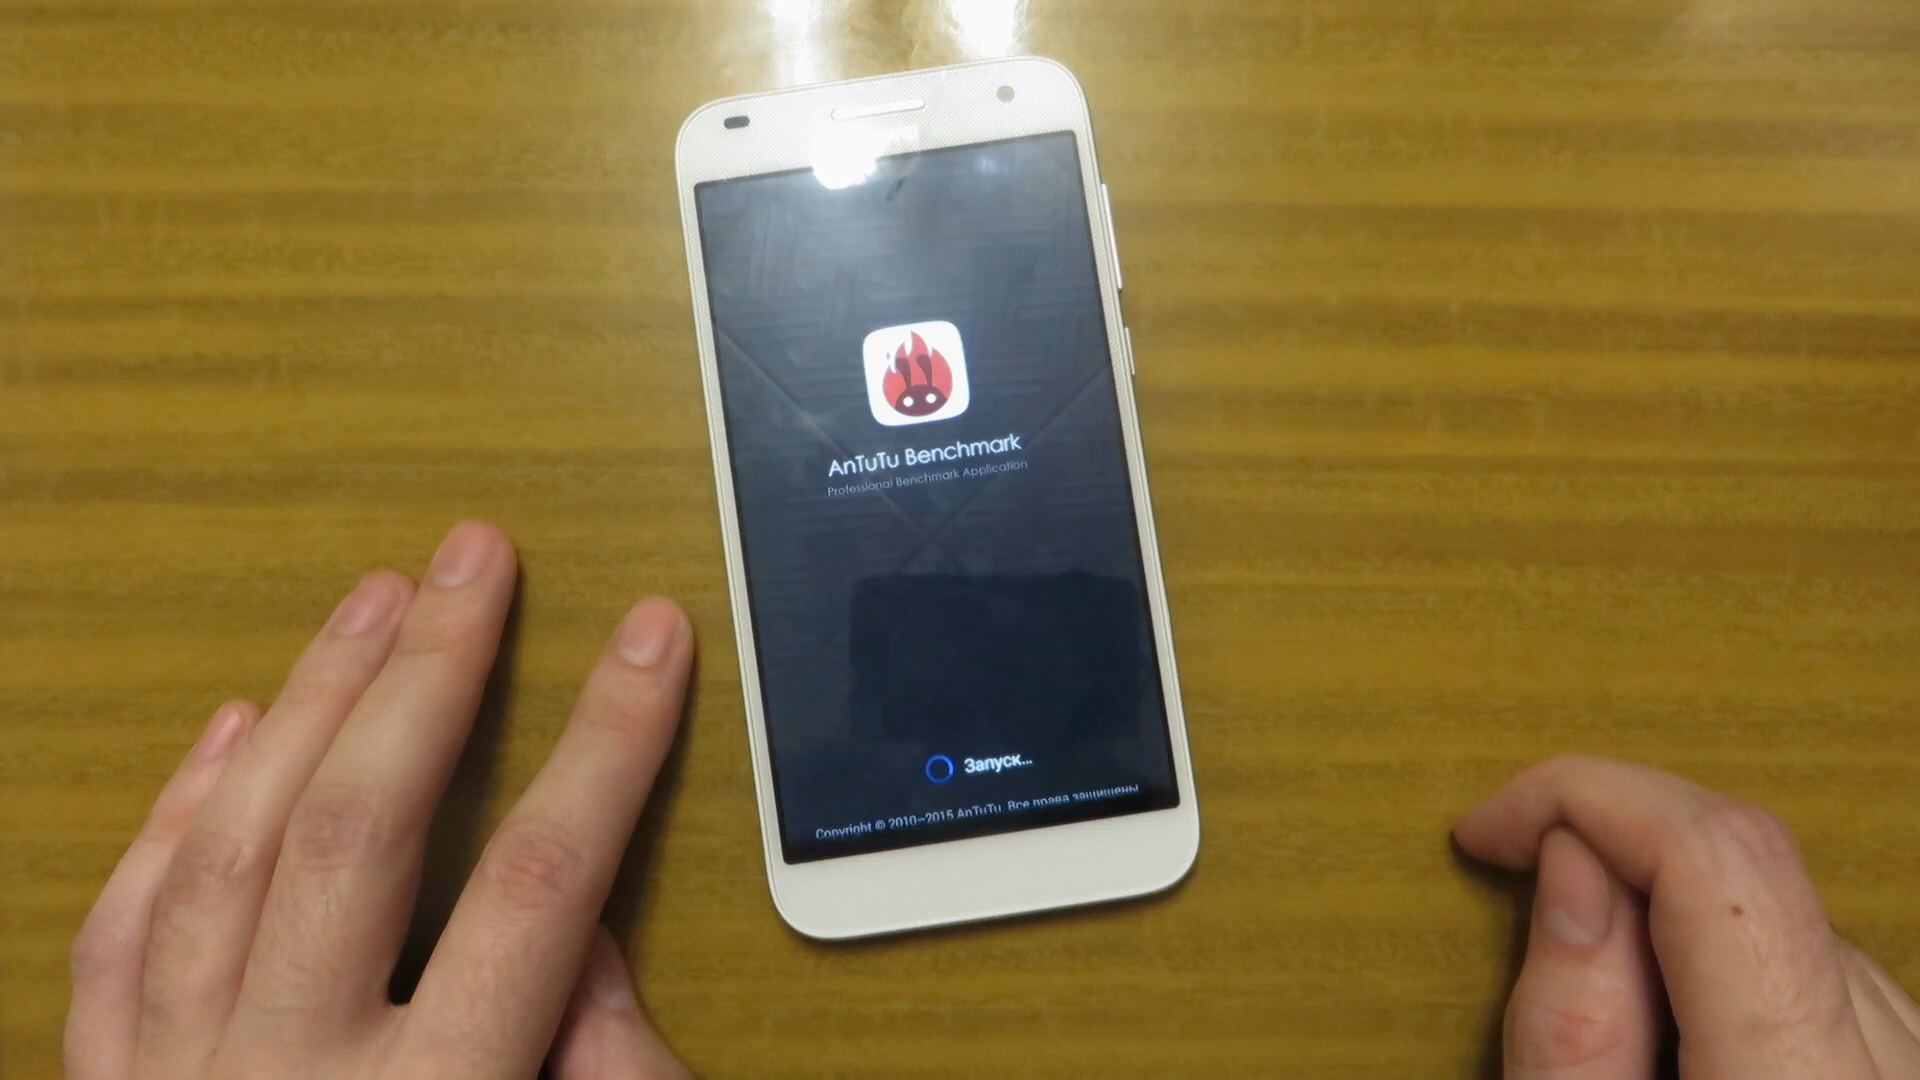 AnTuTu Benchmark
Professional Benchmark Application
Запуск...
Copyright © 2010–2015 AnTuTu. Все права защищены